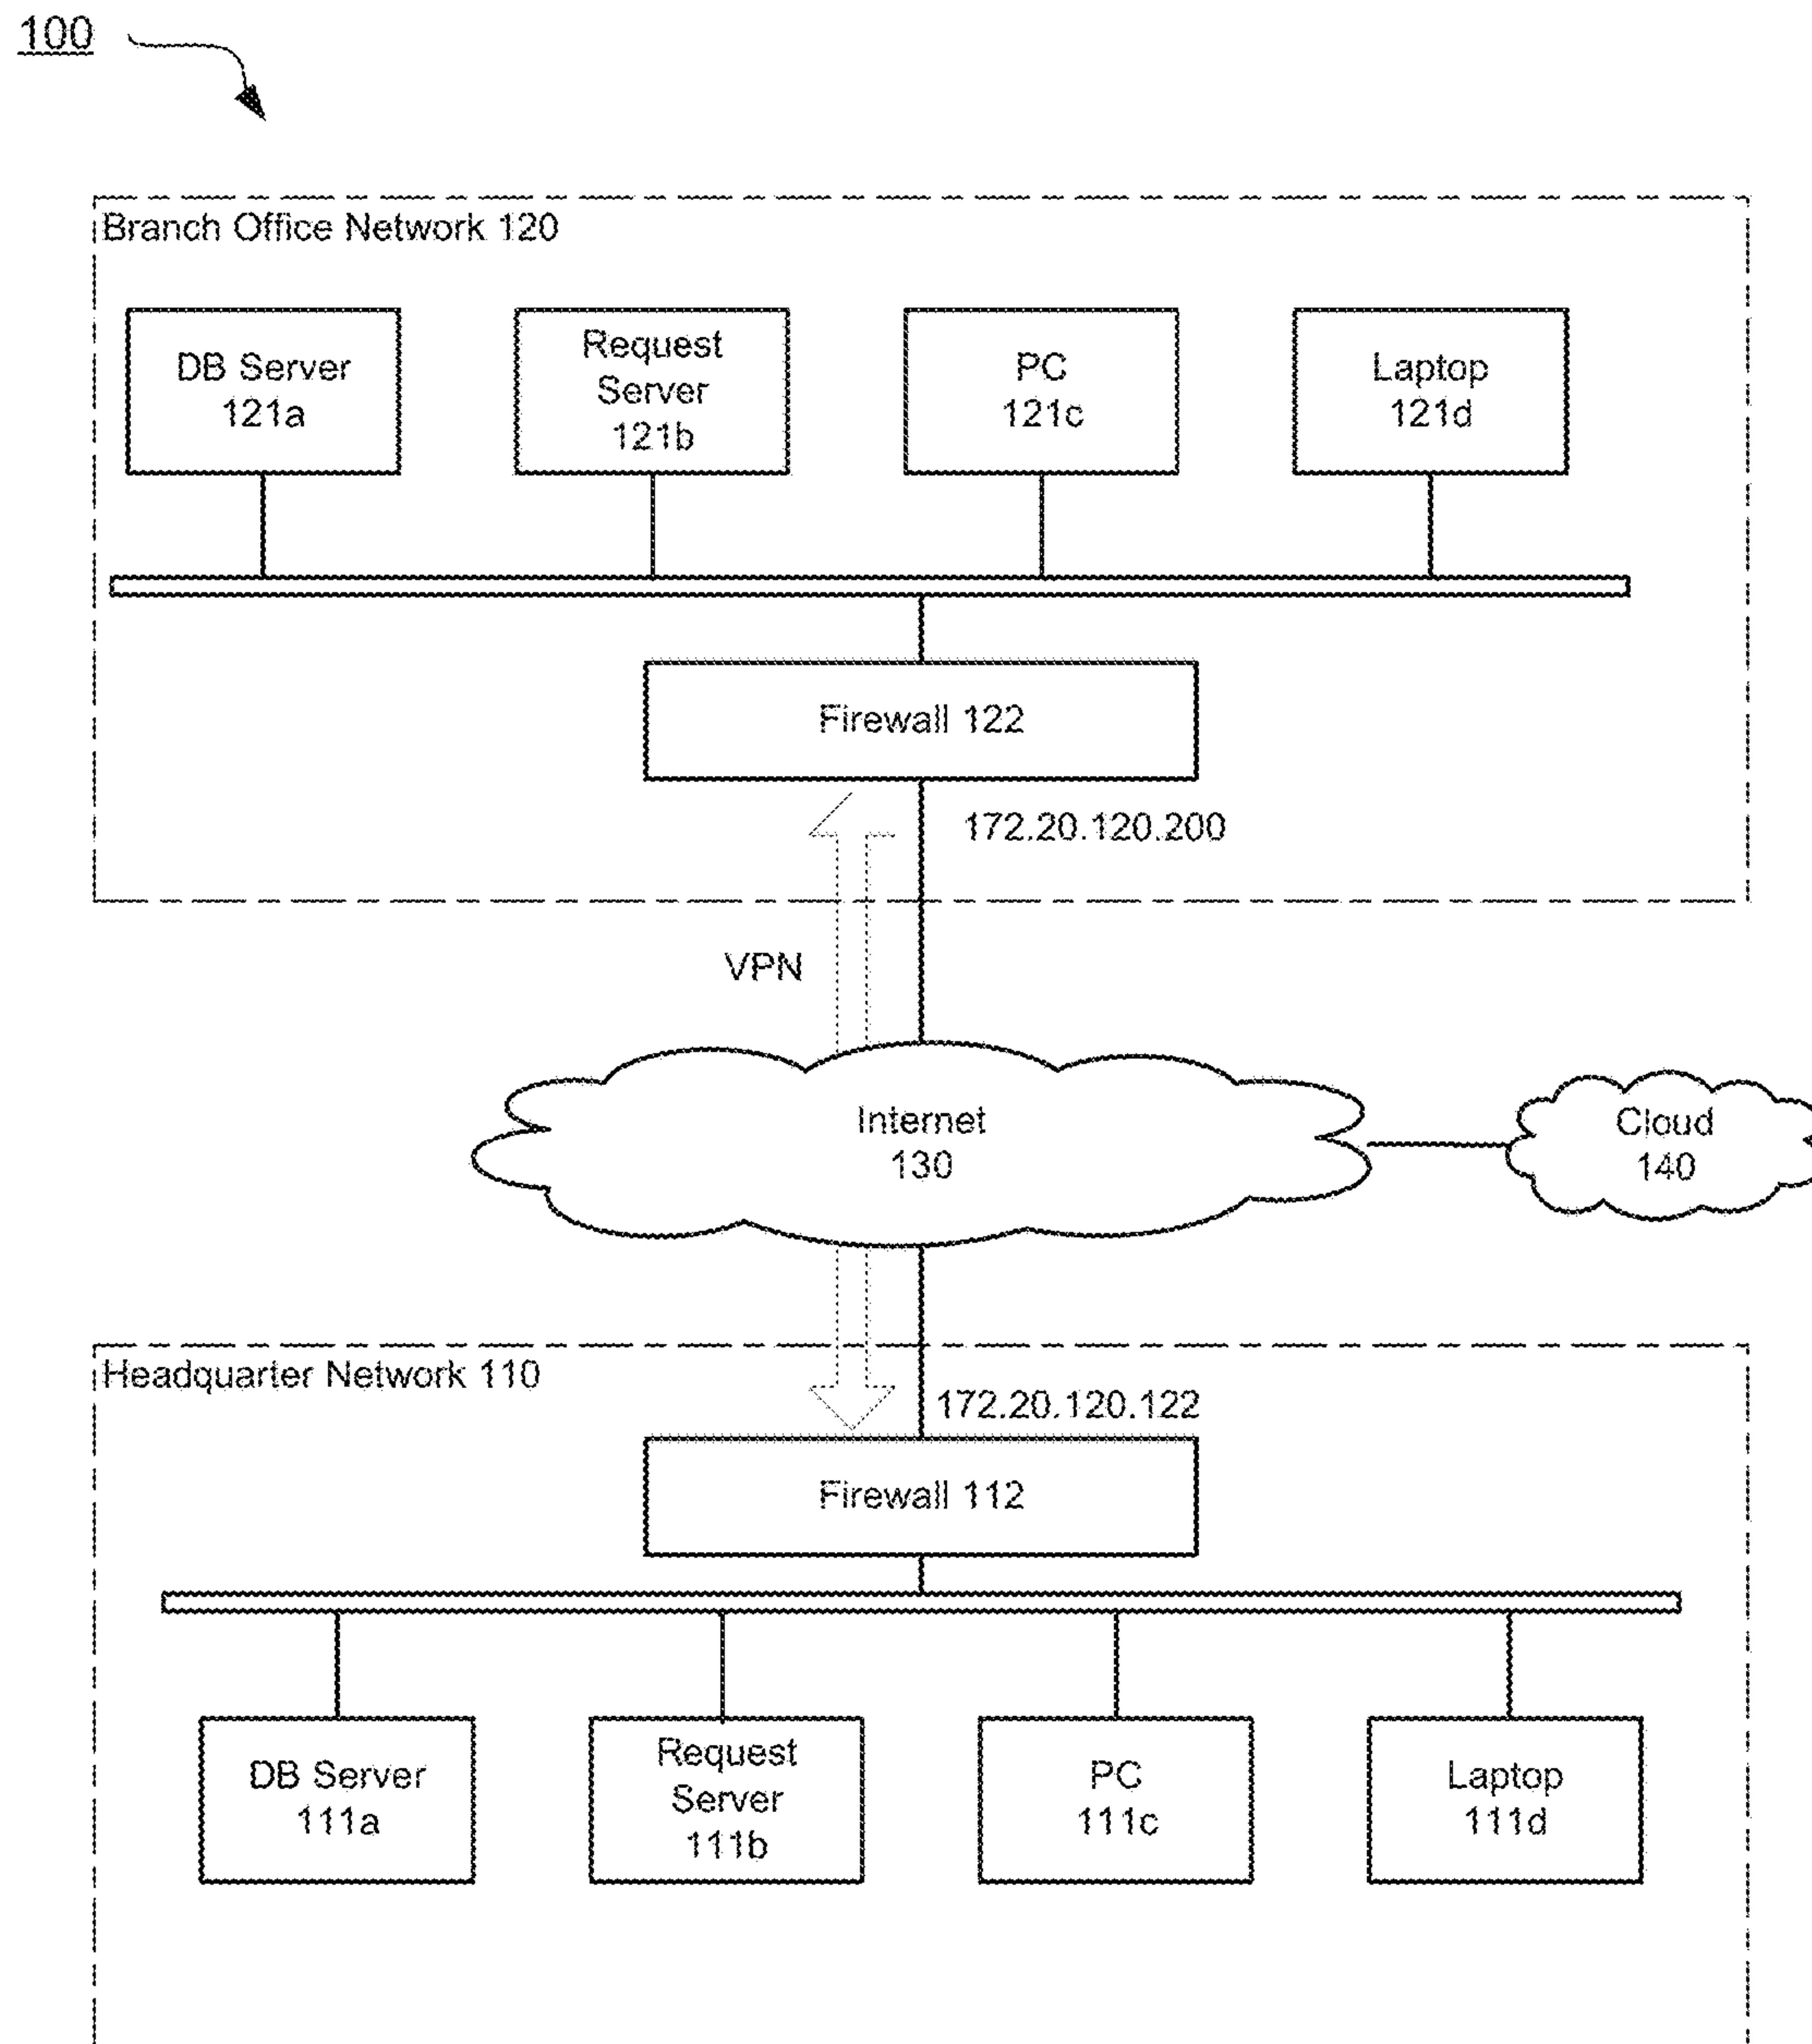 100
Branch Office Network 120
DB Server
121a
Request
Server
121b
PC
121c
Laptop
121d
Firewall 122
172.20.120.200
VPN
Internet
130
Cloud
140
Headquarter Network 110
172.20.120.122
Firewall 112
DB Server
111a
Request
Server
111b
PC
111c
Laptop
111d